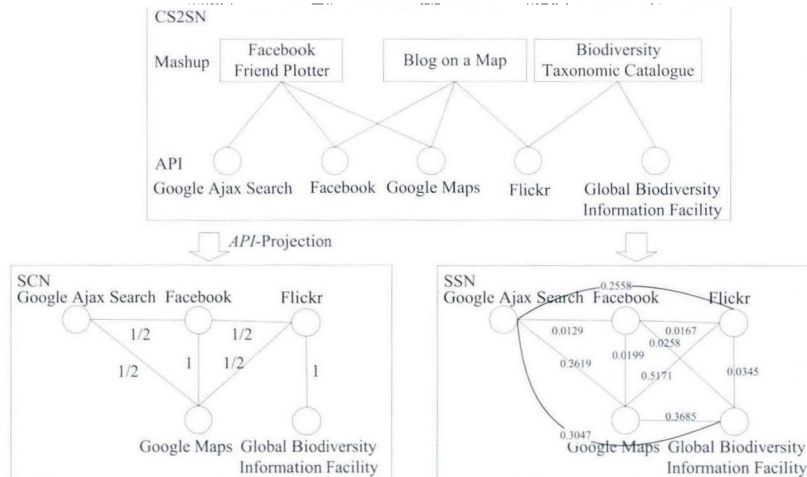 CS2SN
Mashup
Facebook
Friend Plotter
Blog on a Map
Biodiversity
Taxonomic Catalogue
API
Google Ajax Search
Facebook
Google Maps
Flickr
Global Biodiversity
Information Facility
API-Projection
SCN
Google Ajax Search
Facebook
Flickr
1/2
1/2
1/2
1
1/2
1
Google Maps
Global Biodiversity
Information Facility
SSN
0.2558
Google Ajax Search
Facebook
Flickr
0.0129
0.0167
0.0258
0.2619
0.0199
0.5171
0.0345
0.3685
0.3047
Google Maps
Global Biodiversity
Information Facility